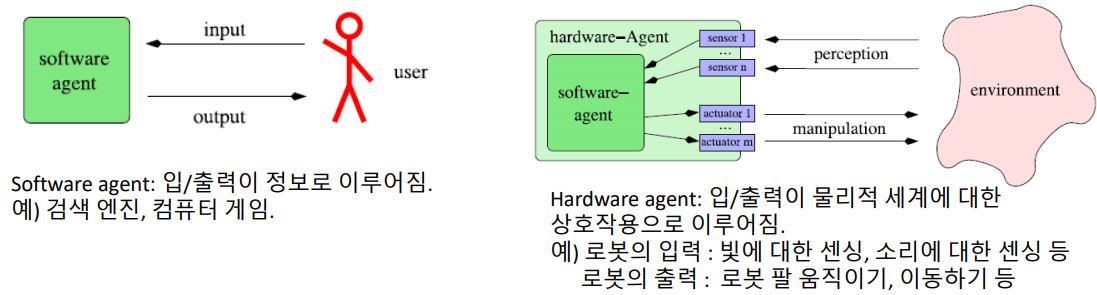 software
agent
input
output
user
Software agent: 입/출력이 정보로 이루어짐.
예) 검색 엔진, 컴퓨터 게임.
hardware-Agent
software-
agent
sensor 1
...
sensor n
actuator 1
...
actuator m
perception
manipulation
environment
Hardware agent: 입/출력이 물리적 세계에 대한
상호작용으로 이루어짐.
예) 로봇의 입력 : 빛에 대한 센싱, 소리에 대한 센싱 등
로봇의 출력 : 로봇 팔 움직이기, 이동하기 등